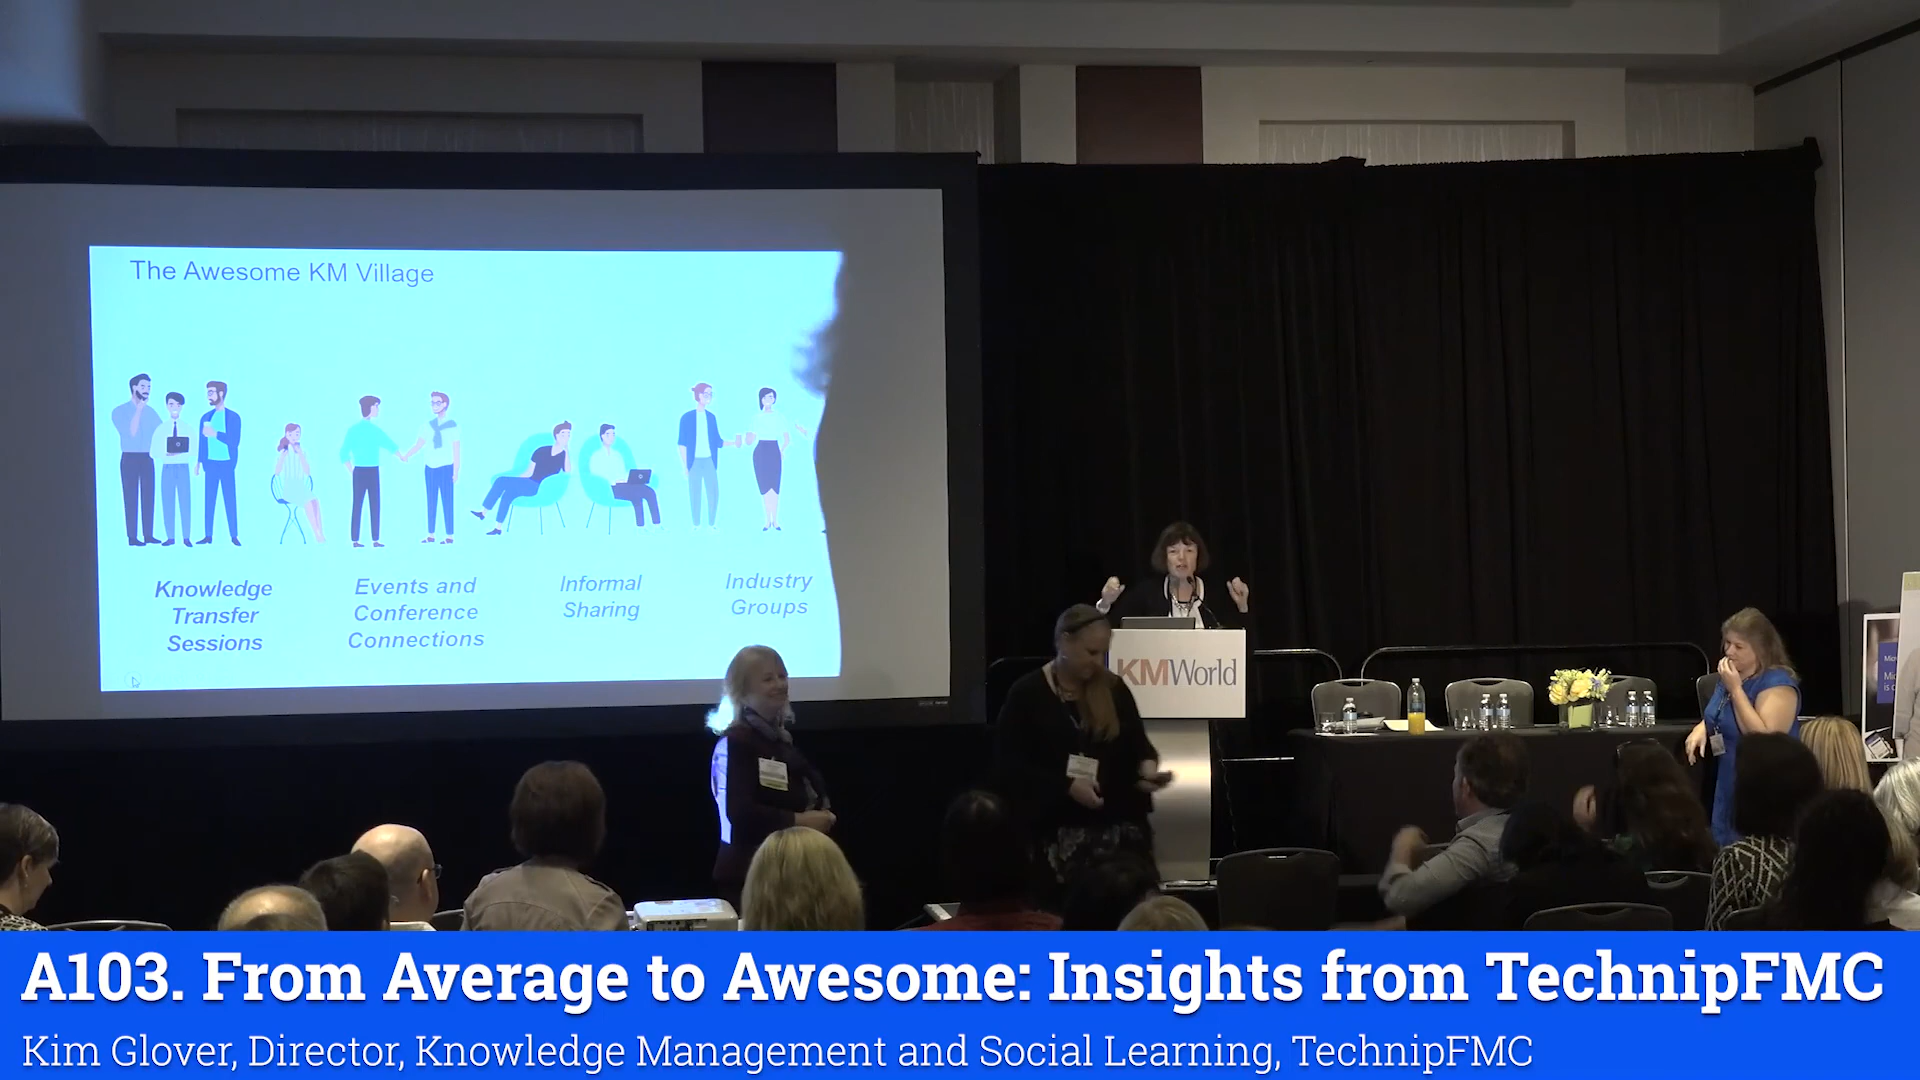 The Awesome KM Village
Knowledge
Transfer
Sessions
Events and
Conference
Connections
Informal
Sharing
Industry
Groups
KMWorld
A103. From Average to Awesome: Insights from TechnipFMC
Kim Glover, Director, Knowledge Management and Social Learning, TechnipFMC